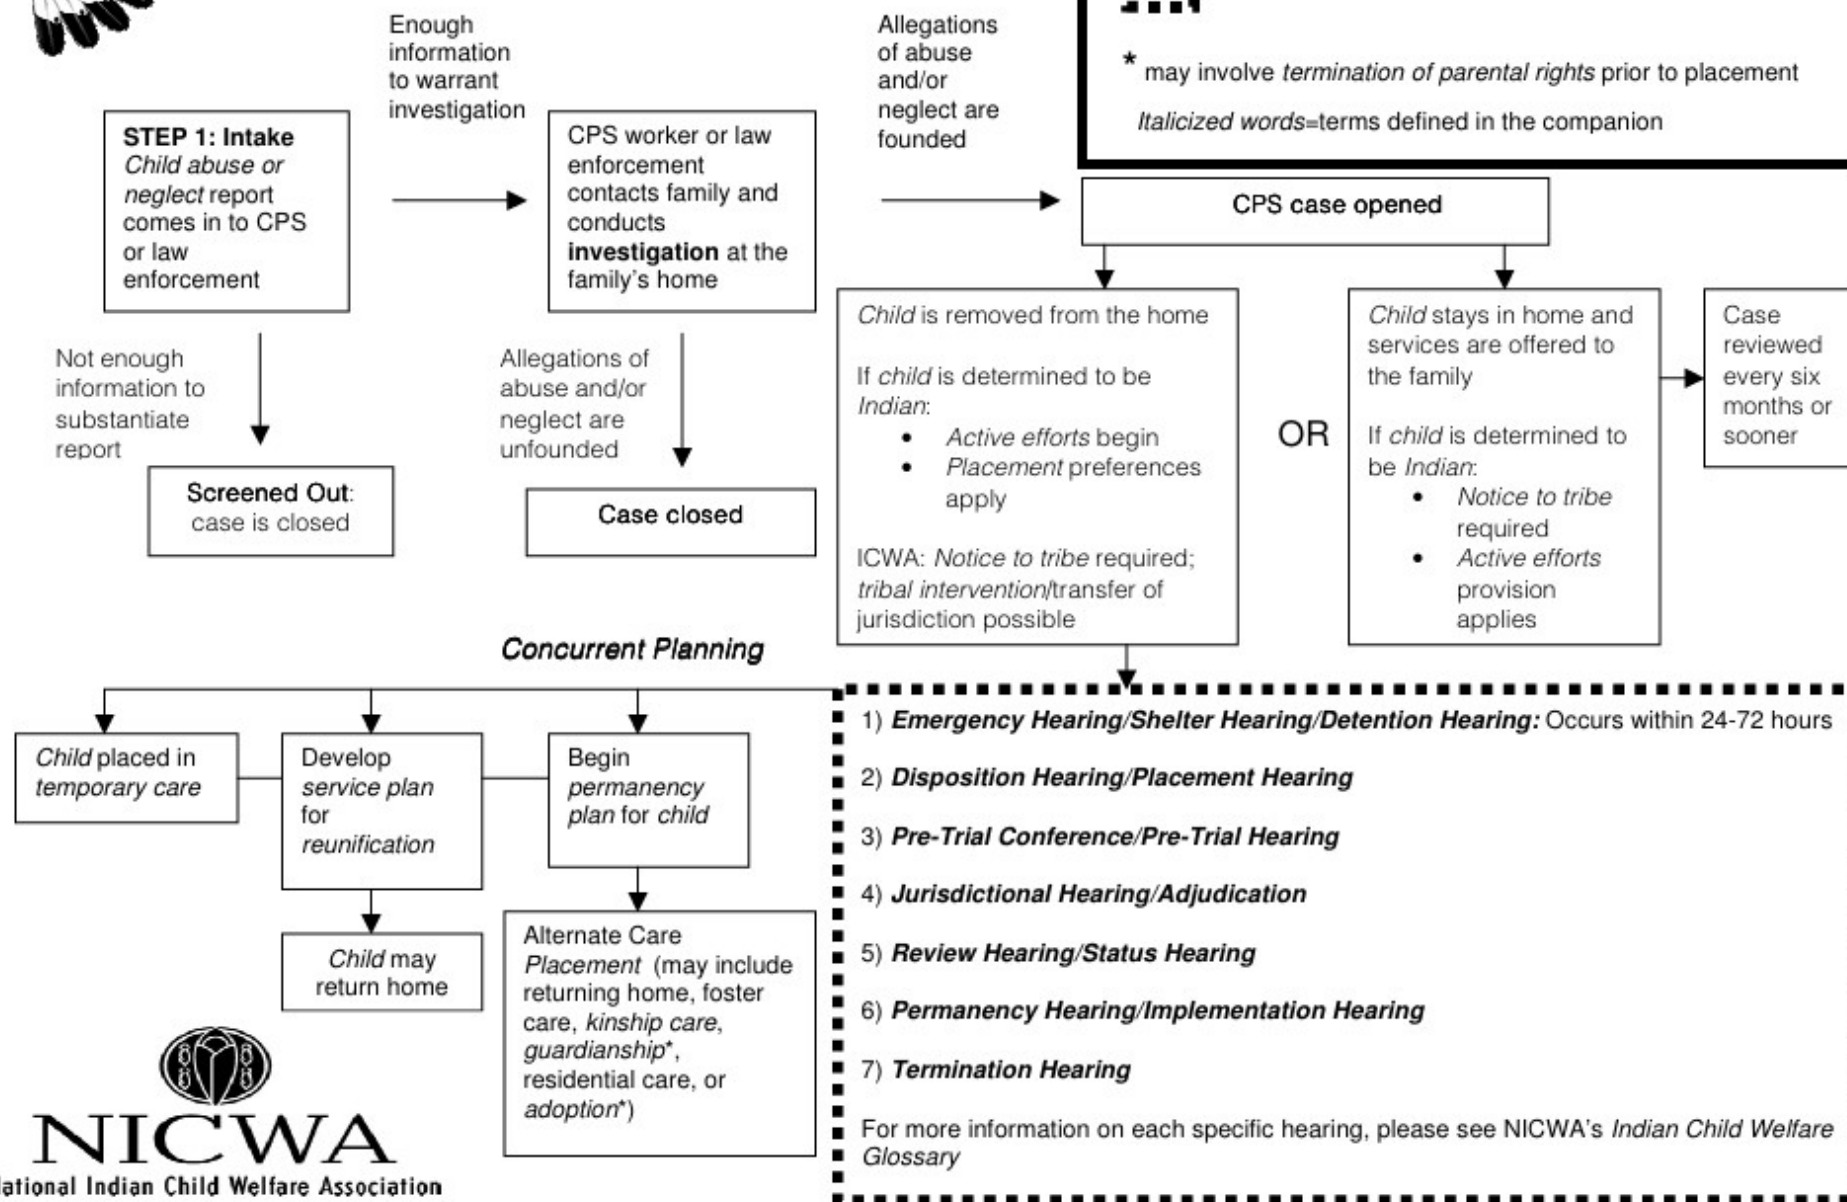 Enough
information
to warrant
investigation
Allegations
of abuse
and/or
neglect are
founded
* may involve termination of parental rights prior to placement
Italicized words=terms defined in the companion
STEP 1: Intake
Child abuse or
neglect report
comes in to CPS
or law
enforcement
CPS worker or law
enforcement
contacts family and
conducts
investigation at the
family's home
CPS case opened
Not enough
information to
substantiate
report
Allegations of
abuse and/or
neglect are
unfounded
Screened Out:
case is closed
Case closed
Child is removed from the home
If child is determined to be
Indian:
• Active efforts begin
• Placement preferences
apply
ICWA: Notice to tribe required;
tribal intervention/transfer of
jurisdiction possible
OR
Child stays in home and
services are offered to
the family
If child is determined to
be Indian:
• Notice to tribe
required
• Active efforts
provision
applies
Case
reviewed
every six
months or
sooner
Concurrent Planning
Child placed in
temporary care
Develop
service plan
for
reunification
Begin
permanency
plan for child
Child may
return home
Alternate Care
Placement (may include
returning home, foster
care, kinship care,
guardianship*,
residential care, or
adoption*)
1) Emergency Hearing/Shelter Hearing/Detention Hearing: Occurs within 24-72 hours
2) Disposition Hearing/Placement Hearing
3) Pre-Trial Conference/Pre-Trial Hearing
4) Jurisdictional Hearing/Adjudication
5) Review Hearing/Status Hearing
6) Permanency Hearing/Implementation Hearing
7) Termination Hearing
For more information on each specific hearing, please see NICWA's Indian Child Welfare
Glossary
NICWA
National Indian Child Welfare Association